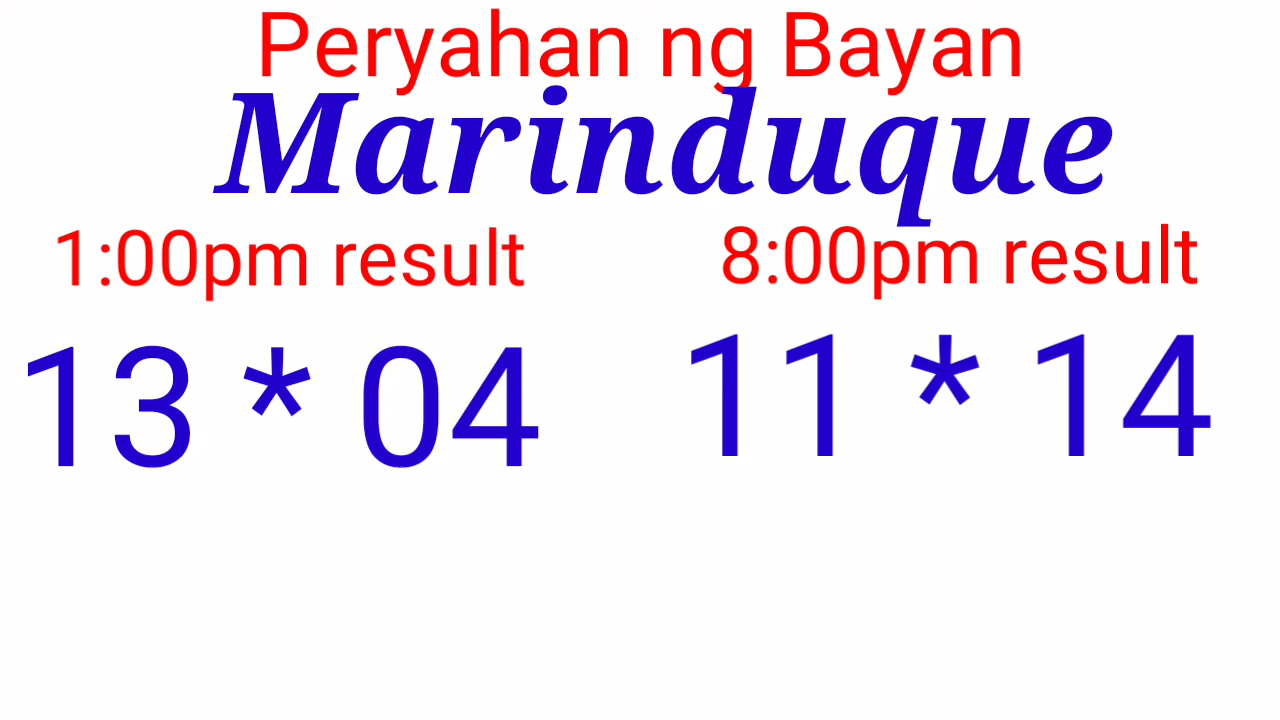 Peryahan ng Bayan
Marinduque
1:00pm result 8:00pm result
13 * 04 11 * 14